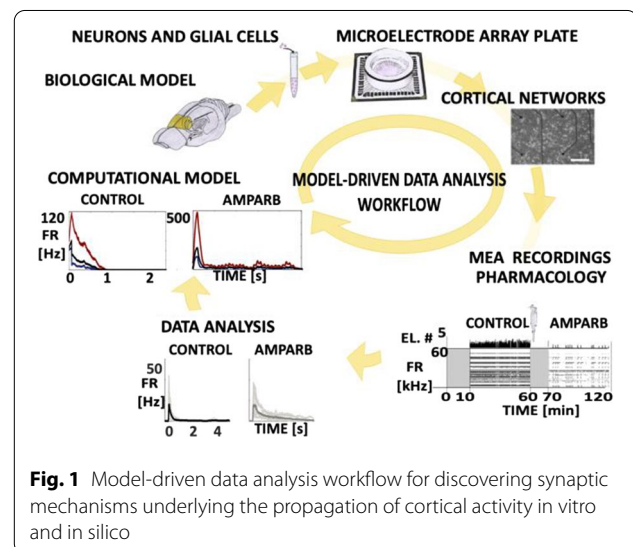 NEURONS AND GLIAL CELLS
MICROELECTRODE ARRAY PLATE
BIOLOGICAL MODEL
CORTICAL NETWORKS
COMPUTATIONAL MODEL
CONTROL
AMPARB
120
FR
[Hz]
500
0 1 2
TIME [s]
MODEL-DRIVEN DATA ANALYSIS
WORKFLOW
MEA RECORDINGS
PHARMACOLOGY
CONTROL
AMPARB
EL. #
5
60
FR
[kHz]
0 10 60 70 120
TIME [min]
DATA ANALYSIS
CONTROL
AMPARB
50
FR
[Hz]
0 2 4
TIME [s]
Fig. 1 Model-driven data analysis workflow for discovering synaptic
mechanisms underlying the propagation of cortical activity in vitro
and in silico